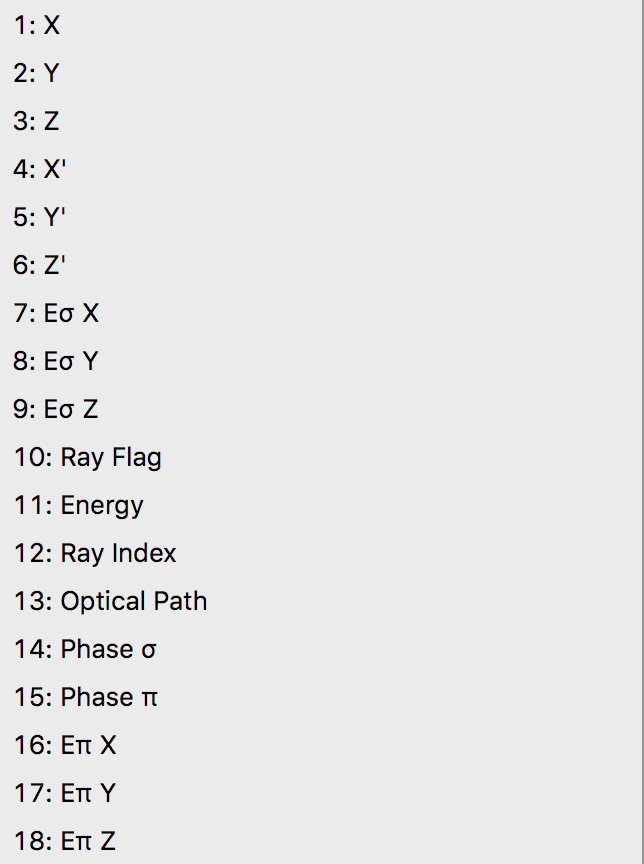 1: X
2: Y
3: Z
4: X'
5: Y'
6: Z'
7: Eσ X
8: Eσ Y
9: Eσ Z
10: Ray Flag
11: Energy
12: Ray Index
13: Optical Path
14: Phase σ
15: Phase π
16: Eπ X
17: Eπ Y
18: Eπ Z